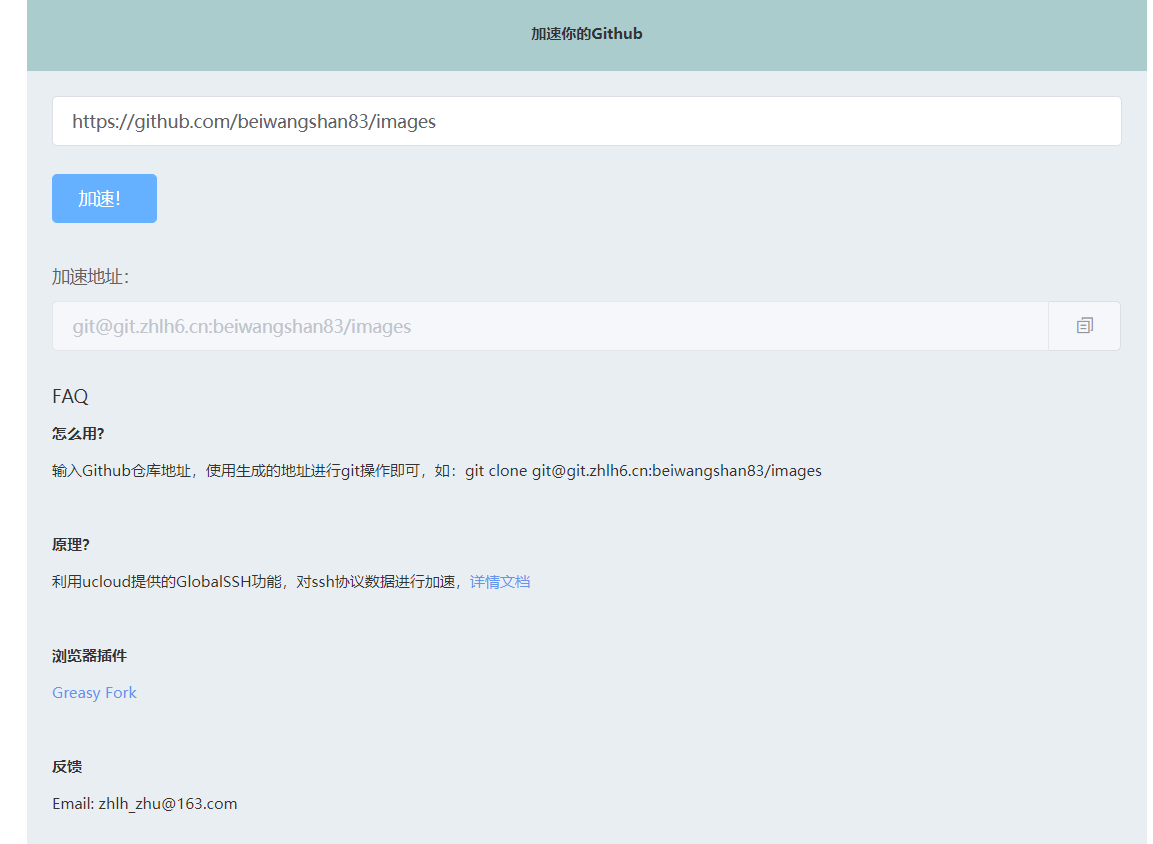 加速你的Github
https://github.com/beiwangshan83/images
加速！
加速地址：
git@git.zhlh6.cn:beiwangshan83/images
FAQ
怎么用？
输入Github仓库地址，使用生成的地址进行git操作即可，如：git clone git@git.zhlh6.cn:beiwangshan83/images
原理？
利用ucloud提供的GlobalSSH功能，对ssh协议数据进行加速，详情文档
浏览器插件
Greasy Fork
反馈
Email: zhlh_zhu@163.com